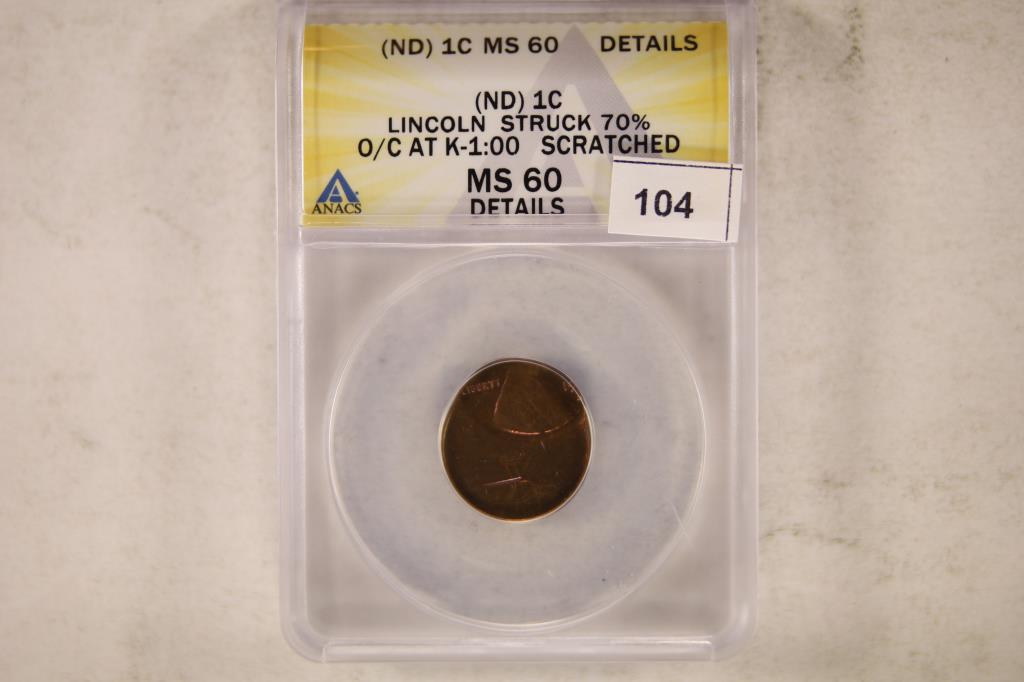 (ND) 1C MS 60 DETAILS
(ND) 1C
LINCOLN STRUCK 70%
O/C AT K-1:00 SCRATCHED
MS 60
DETAILS
ANACS
104
LIBERTY